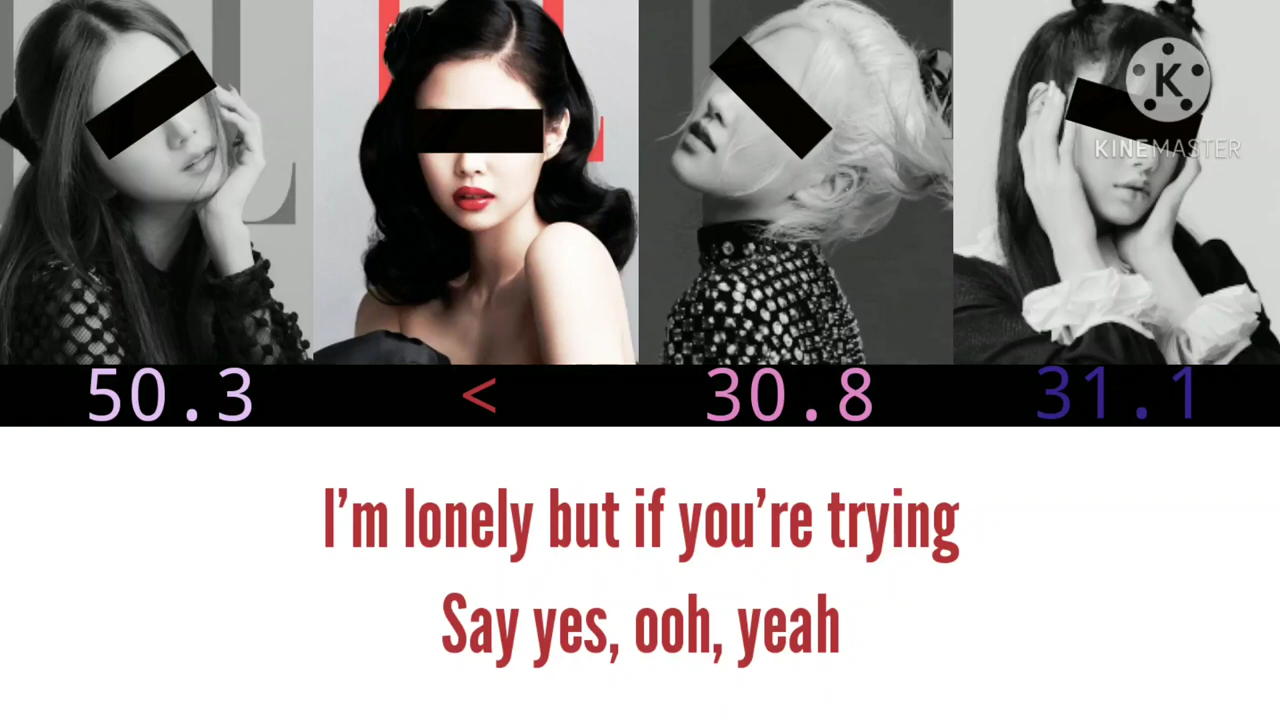 K
KINEMASTER
50.3 < 30.8 31.1
I'm lonely but if you're trying
Say yes, ooh, yeah